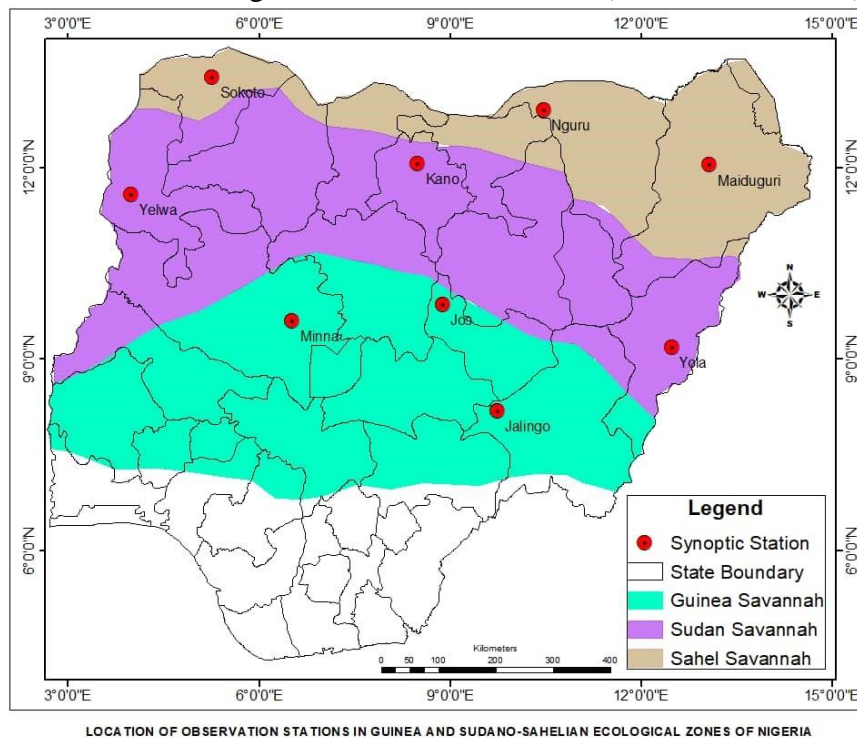 3°0'0"E 6°0'0"E 9°0'0"E 12°0'0"E 15°0'0"E
Sokoto
Nguru
12°0'0"N
12°0'0"N
Kano
Maiduguri
Yelwa
N
W E
S
Jos
Minna
9°0'0"N
9°0'0"N
Yola
Jalingo
Legend
Synoptic Station
6°0'0"N
6°0'0"N
State Boundary
Guinea Savannah
Kilometers
Sudan Savannah
0 50 100 200 300 400
Sahel Savannah
3°0'0"E 6°0'0"E 9°0'0"E 12°0'0"E 15°0'0"E
LOCATION OF OBSERVATION STATIONS IN GUINEA AND SUDANO-SAHELIAN ECOLOGICAL ZONES OF NIGERIA